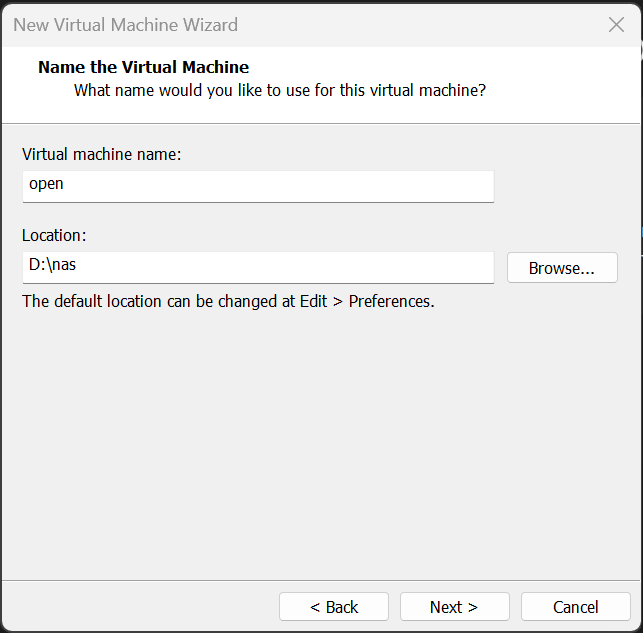 New Virtual Machine Wizard
Name the Virtual Machine
What name would you like to use for this virtual machine?
Virtual machine name:
open
Location:
D:\nas
Browse...
The default location can be changed at Edit > Preferences.
< Back
Next >
Cancel